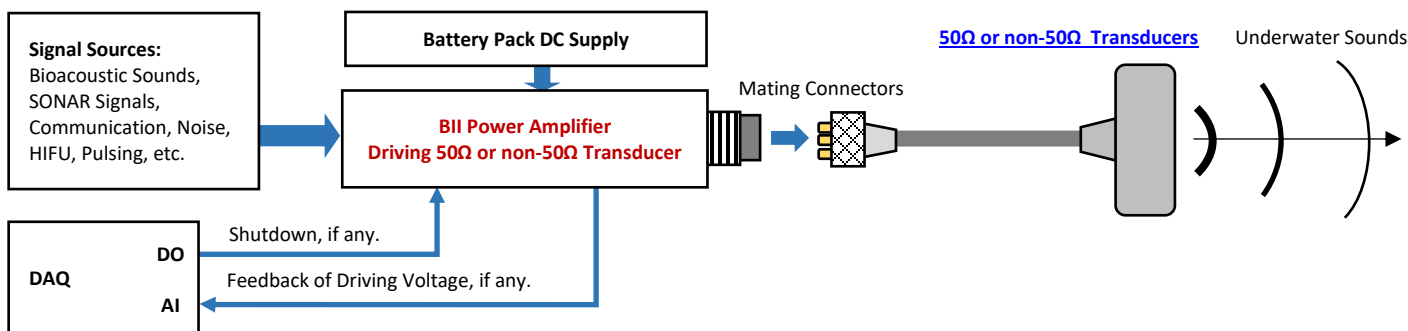 Signal Sources:
Bioacoustic Sounds,
SONAR Signals,
Communication, Noise,
HIFU, Pulsing, etc.
Battery Pack DC Supply
BII Power Amplifier
Driving 50Ω or non-50Ω Transducer
Mating Connectors
50Ω or non-50Ω  Transducers
Underwater Sounds
DAQ
DO
AI
Shutdown, if any.
Feedback of Driving Voltage, if any.